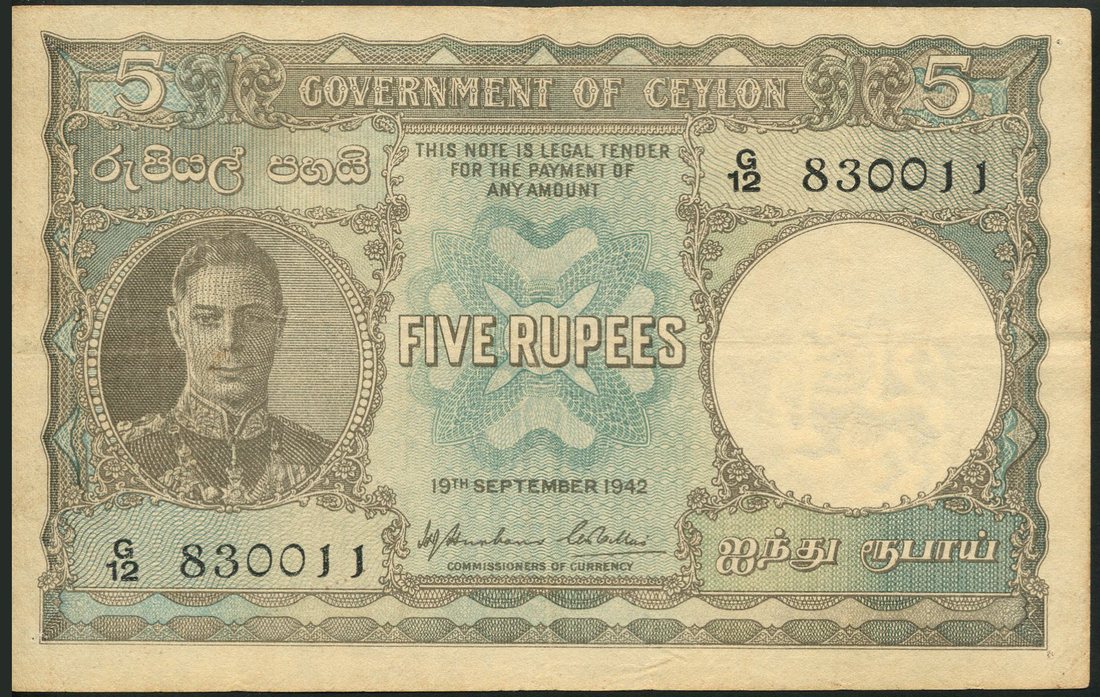 5 GOVERNMENT OF CEYLON 5
රුපියල් පහයි
THIS NOTE IS LEGAL TENDER
FOR THE PAYMENT OF
ANY AMOUNT
G/12 830011
FIVE RUPEES
19TH SEPTEMBER 1942
G/12 830011
COMMISSIONERS OF CURRENCY
ஐந்து ரூபாய்